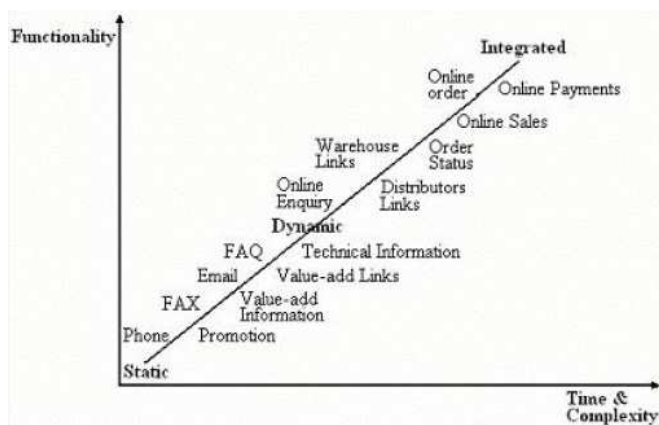 Functionality
Integrated
Online
order
Online Payments
Online Sales
Warehouse
Links
Order
Status
Online
Enquiry
Distributors
Links
Dynamic
FAQ
Technical Information
Email
Value-add Links
FAX
Value-add
Information
Phone
Promotion
Static
Time &
Complexity